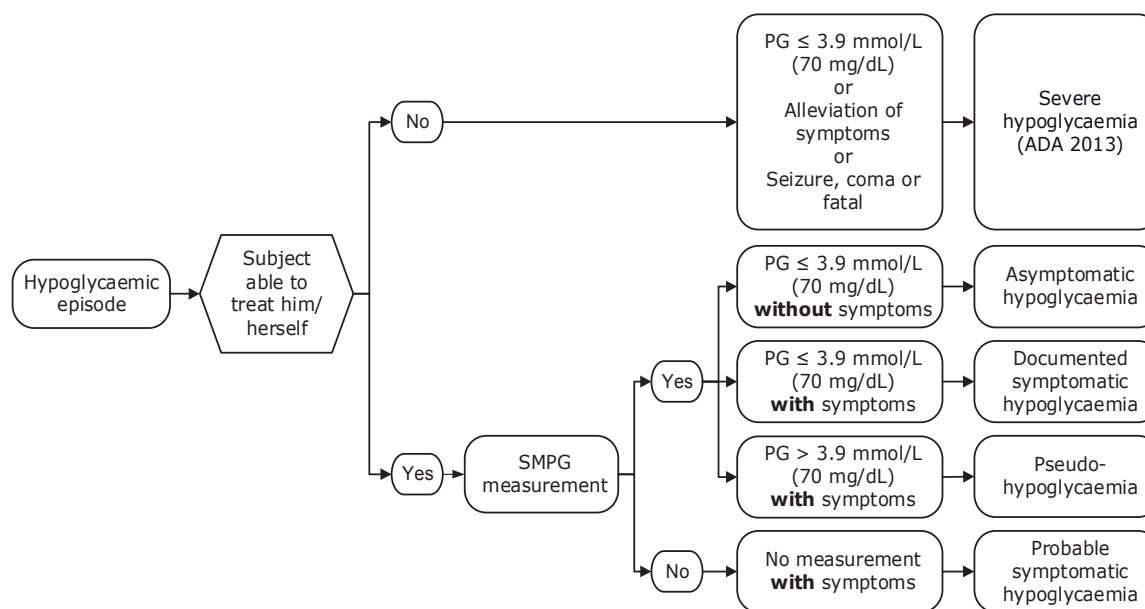 Hypoglycaemic
episode
Subject
able to
treat him/
herself
No
PG ≤ 3.9 mmol/L
(70 mg/dL)
or
Alleviation of
symptoms
or
Seizure, coma or
fatal
Severe
hypoglycaemia
(ADA 2013)
Yes
SMPG
measurement
Yes
PG ≤ 3.9 mmol/L
(70 mg/dL)
without symptoms
Asymptomatic
hypoglycaemia
PG ≤ 3.9 mmol/L
(70 mg/dL)
with symptoms
Documented
symptomatic
hypoglycaemia
PG > 3.9 mmol/L
(70 mg/dL)
with symptoms
Pseudo-
hypoglycaemia
No
No measurement
with symptoms
Probable
symptomatic
hypoglycaemia